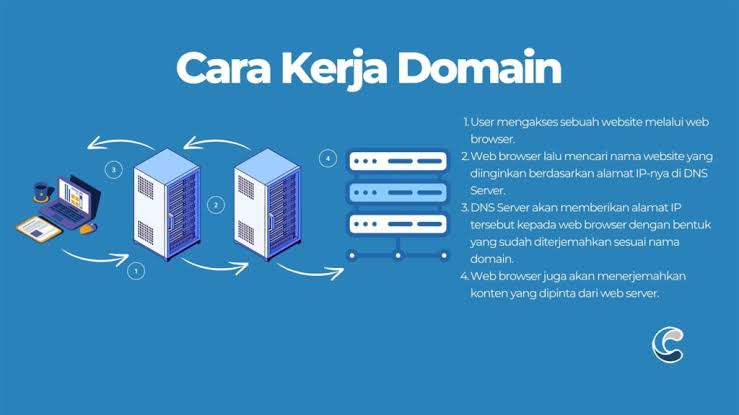 Cara Kerja Domain
1. User mengakses sebuah website melalui web
browser.
2. Web browser lalu mencari nama website yang
diinginkan berdasarkan alamat IP-nya di DNS
Server.
3. DNS Server akan memberikan alamat IP
tersebut kepada web browser dengan bentuk
yang sudah diterjemahkan sesuai nama
domain.
4. Web browser juga akan menerjemahkan
konten yang dipinta dari web server.
3
4
2
1
C